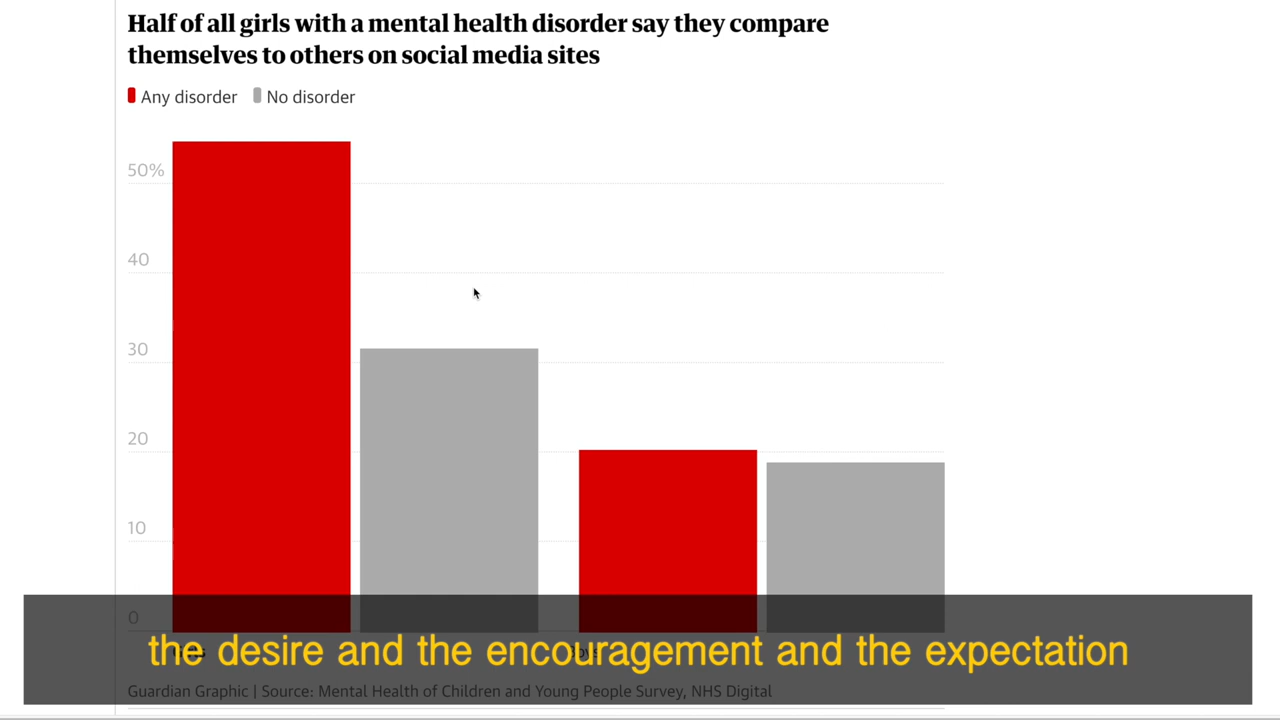 Half of all girls with a mental health disorder say they compare
themselves to others on social media sites
Any disorder No disorder
50%
40
30
20
10
0
the desire and the encouragement and the expectation
Guardian Graphic | Source: Mental Health of Children and Young People Survey, NHS Digital